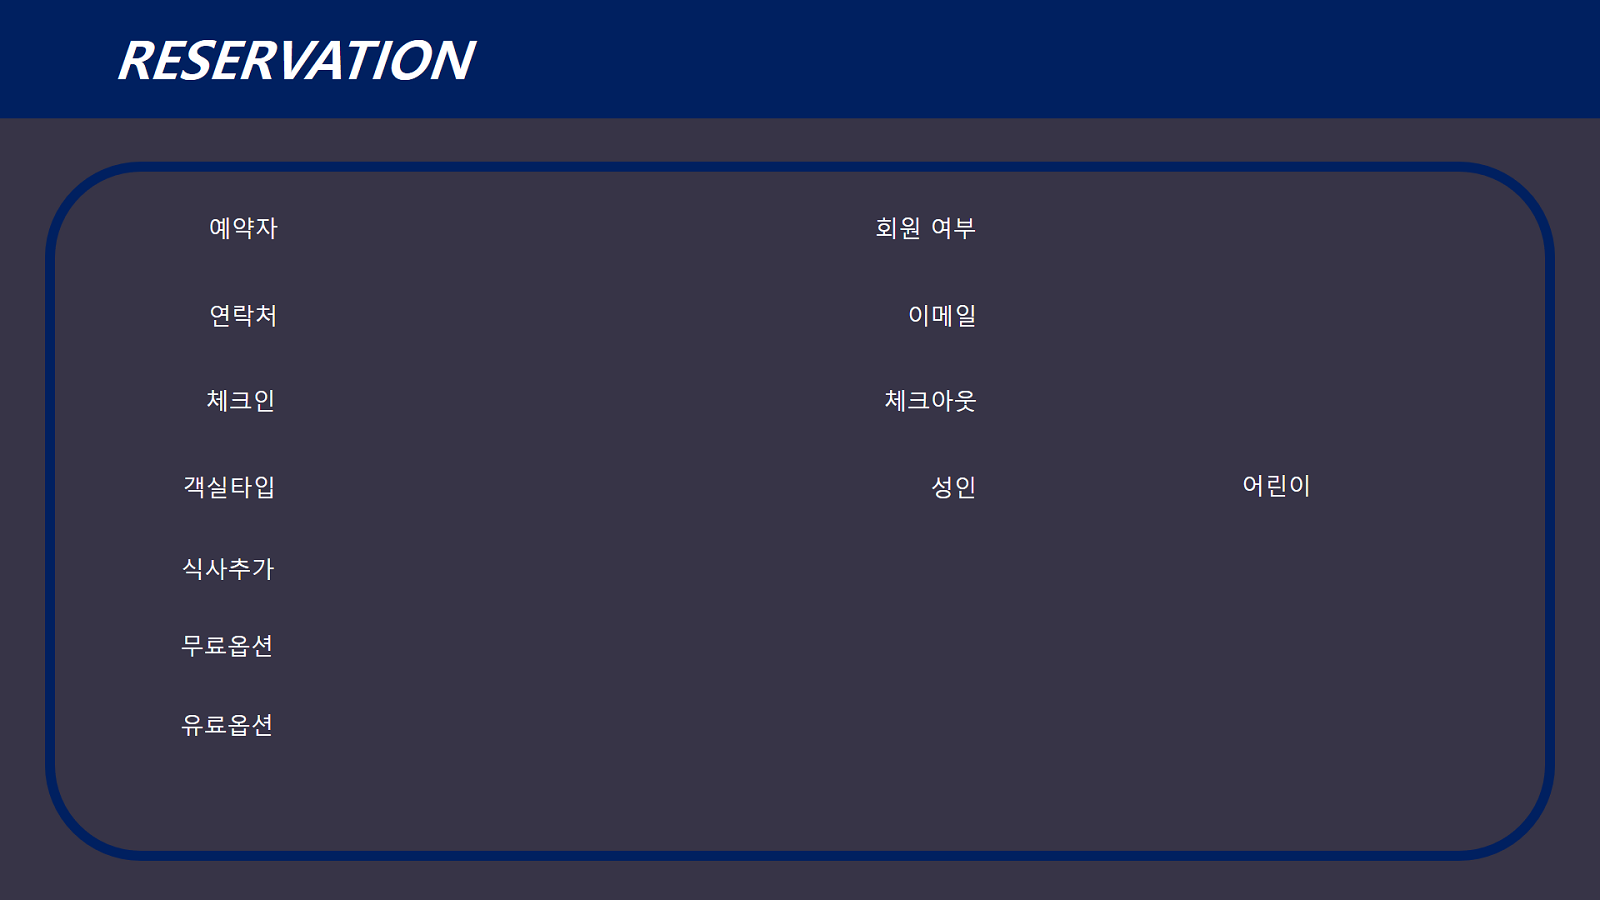 RESERVATION
예약자 회원 여부
연락처 이메일
체크인 체크아웃
객실타입 성인 어린이
식사추가
무료옵션
유료옵션